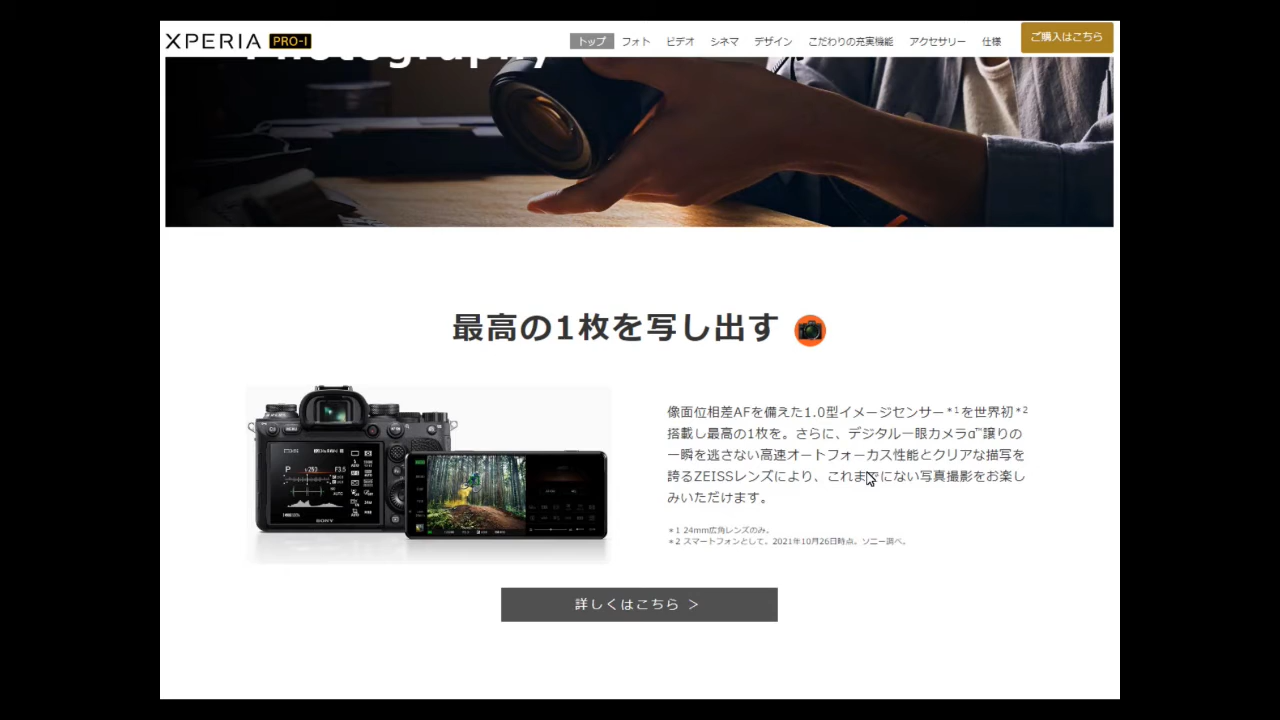 XPERIA PRO-I
トップ フォト ビデオ シネマ デザイン こだわりの充実機能 アクセサリー 仕様 ご購入はこちら
Photography
最高の1枚を写し出す
像面位相差AFを備えた1.0型イメージセンサー*1を世界初*2
搭載し最高の1枚を。さらに、デジタル一眼カメラα™譲りの
一瞬を逃さない高速オートフォーカス性能とクリアな描写を
誇るZEISSレンズにより、これまでにない写真撮影をお楽し
みいただけます。
*1 24mm広角レンズのみ。
*2 スマートフォンとして。2021年10月26日時点。ソニー調べ。
MENU
P 1/253 F3.5
SONY
詳しくはこちら ＞